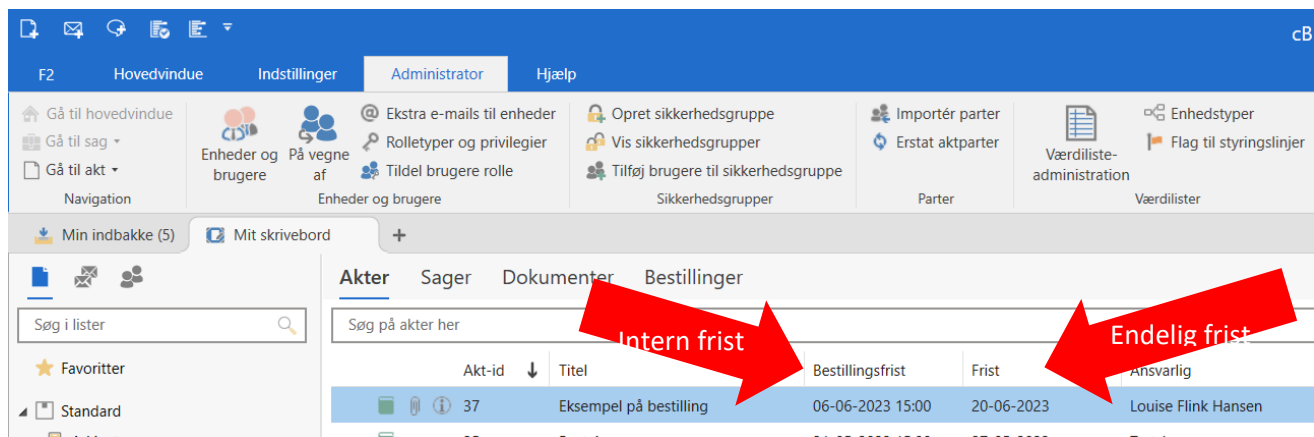 cB
F2 Hovedvindue Indstillinger Administrator Hjælp
Gå til hovedvindue
Gå til sag
Gå til akt
Navigation
Enheder og brugere
På vegne af
Ekstra e-mails til enheder
Rolletyper og privilegier
Tildel brugere rolle
Enheder og brugere
Opret sikkerhedsgruppe
Vis sikkerhedsgrupper
Tilføj brugere til sikkerhedsgruppe
Sikkerhedsgrupper
Importér parter
Erstat aktparter
Parter
Værdiliste-
administration
Enhedstyper
Flag til styringslinjer
Værdilister
Min indbakke (5) Mit skrivebord +
Akter Sager Dokumenter Bestillinger
Søg i lister
Søg på akter her
Intern frist
Endelig frist
Favoritter
Standard
Akt-id Titel Bestillingsfrist Frist Ansvarlig
37 Eksempel på bestilling 06-06-2023 15:00 20-06-2023 Louise Flink Hansen